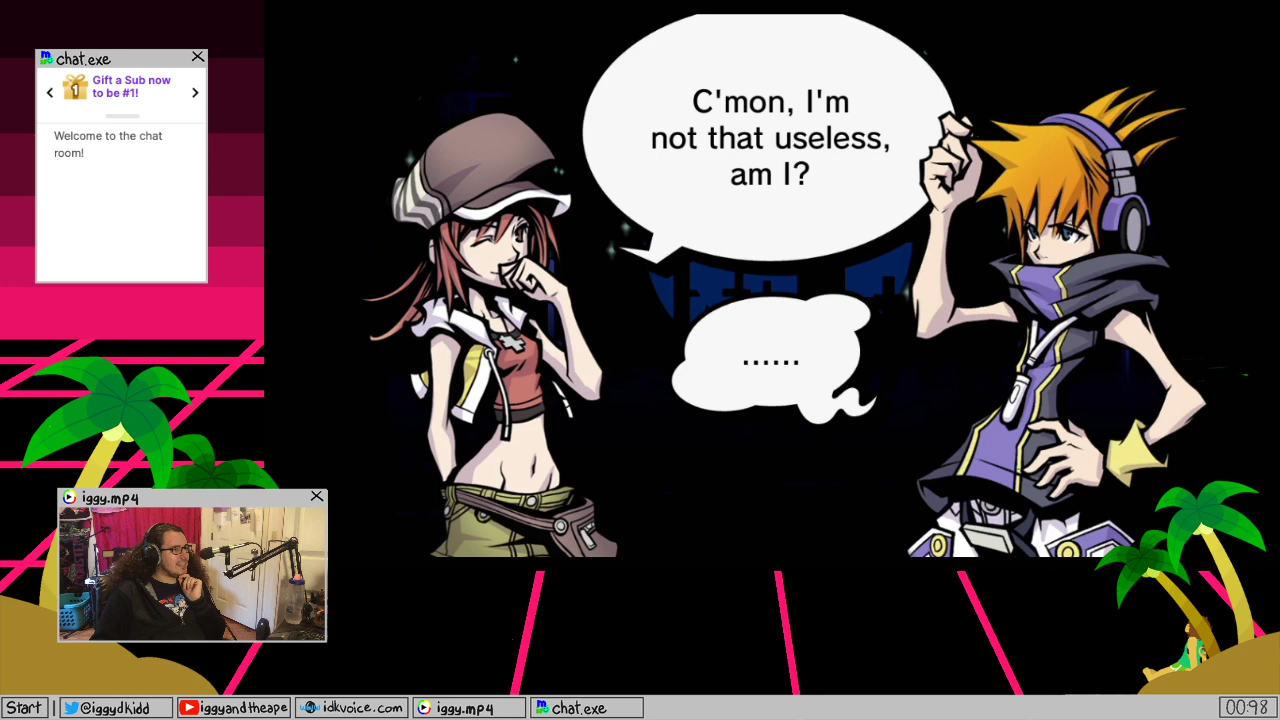 chat.exe
1
Gift a Sub now
to be #1!
Welcome to the chat
room!
C'mon, I'm
not that useless,
am I?
......
iggy.mp4
Start
@iggydkidd
iggyandtheape
idkvoice.com
iggy.mp4
chat.exe
00:98